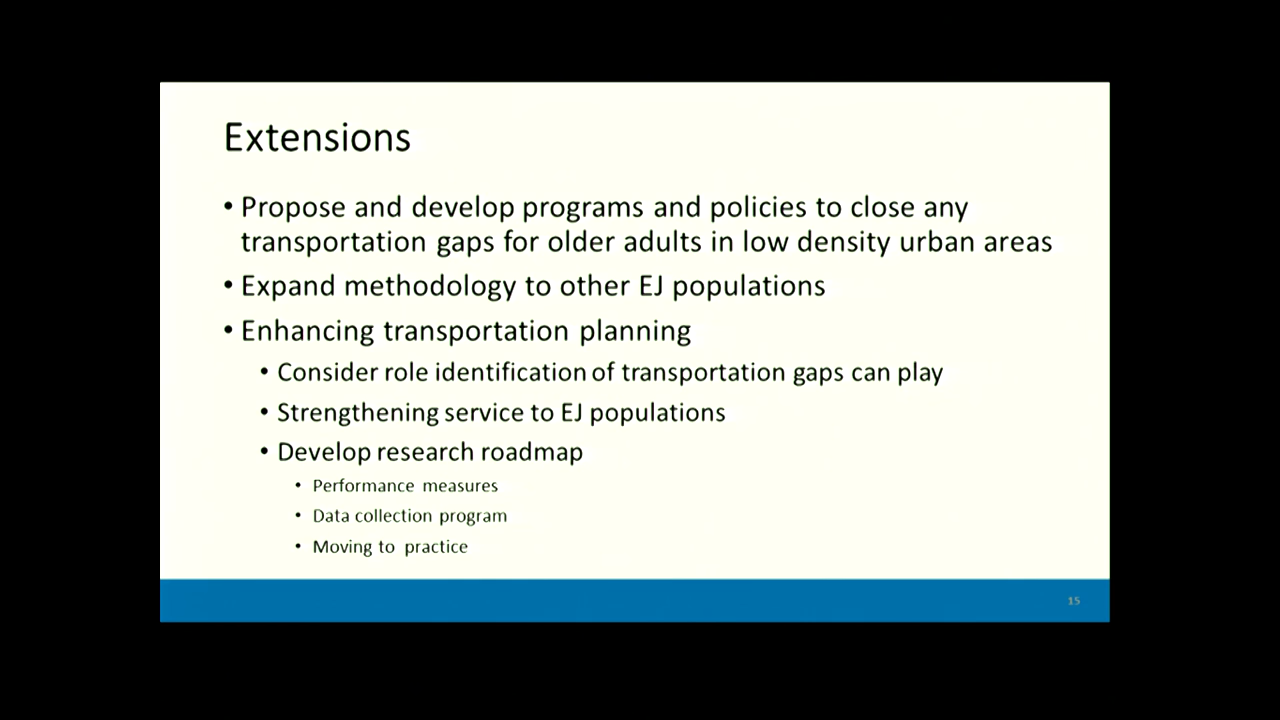 Extensions
• Propose and develop programs and policies to close any
transportation gaps for older adults in low density urban areas
• Expand methodology to other EJ populations
• Enhancing transportation planning
• Consider role identification of transportation gaps can play
• Strengthening service to EJ populations
• Develop research roadmap
• Performance measures
• Data collection program
• Moving to practice
15